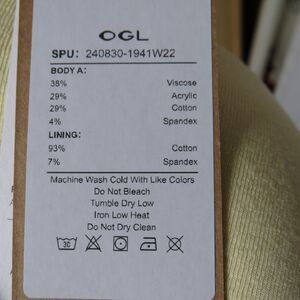 OGL
SPU: 240830-1941W22
BODY A:
38% Viscose
29% Acrylic
29% Cotton
4% Spandex
LINING:
93% Cotton
7% Spandex
Machine Wash Cold With Like Colors
Do Not Bleach
Tumble Dry Low
Iron Low Heat
Do Not Dry Clean
30